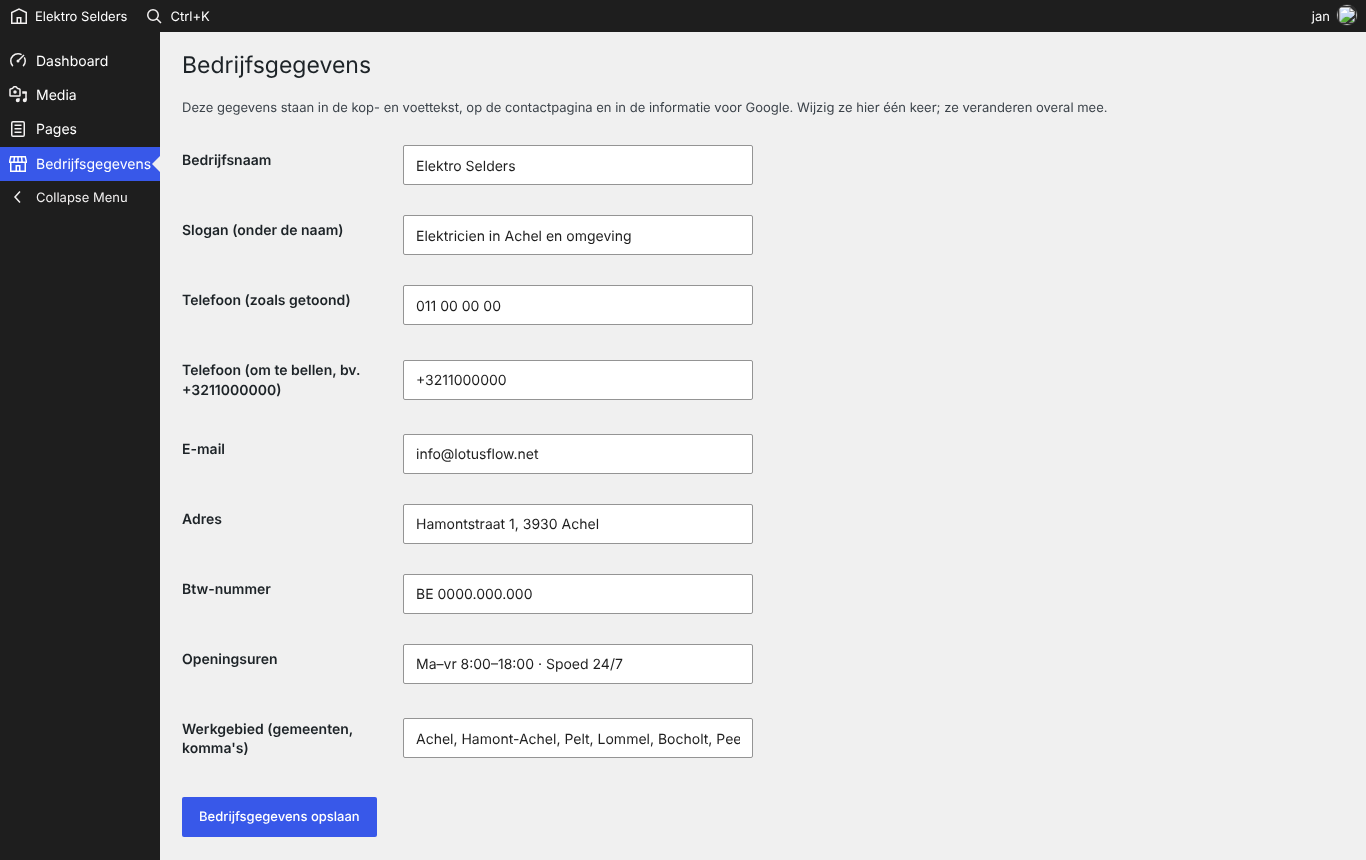 Elektro Selders
Ctrl+K
jan
Dashboard
Media
Pages
Bedrijfsgegevens
Collapse Menu
Bedrijfsgegevens
Deze gegevens staan in de kop- en voettekst, op de contactpagina en in de informatie voor Google. Wijzig ze hier één keer; ze veranderen overal mee.
Bedrijfsnaam
Elektro Selders
Slogan (onder de naam)
Elektricien in Achel en omgeving
Telefoon (zoals getoond)
011 00 00 00
Telefoon (om te bellen, bv.
+3211000000)
+3211000000
E-mail
info@lotusflow.net
Adres
Hamontstraat 1, 3930 Achel
Btw-nummer
BE 0000.000.000
Openingsuren
Ma–vr 8:00–18:00 · Spoed 24/7
Werkgebied (gemeenten,
komma's)
Achel, Hamont-Achel, Pelt, Lommel, Bocholt, Pee
Bedrijfsgegevens opslaan